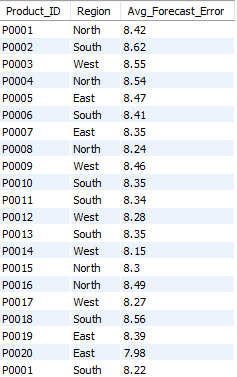 Product_ID Region Avg_Forecast_Error
P0001 North 8.42
P0002 South 8.62
P0003 West 8.55
P0004 North 8.54
P0005 East 8.47
P0006 South 8.41
P0007 East 8.35
P0008 North 8.24
P0009 West 8.46
P0010 South 8.35
P0011 South 8.34
P0012 West 8.28
P0013 South 8.35
P0014 West 8.15
P0015 North 8.3
P0016 North 8.49
P0017 West 8.27
P0018 South 8.56
P0019 East 8.39
P0020 East 7.98
P0001 South 8.22